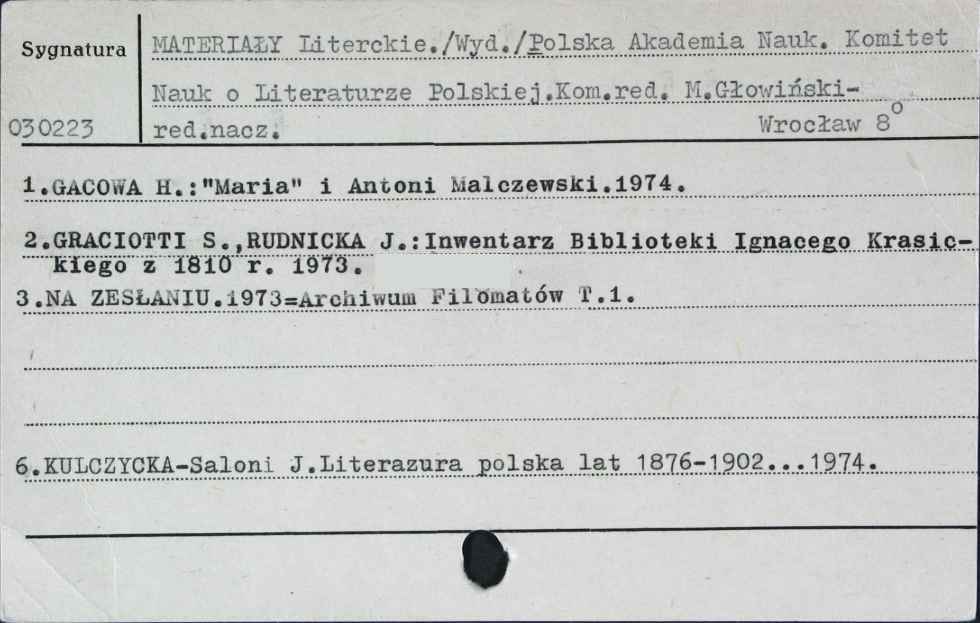 Sygnatura
MATERIAŁY Literckie./Wyd./Polska Akademia Nauk. Komitet
Nauk o Literaturze Polskiej.Kom.red. M.Głowiński-
030223
red.nacz. Wrocław 8o
1.GACOWA H.:"Maria" i Antoni Malczewski.1974.
2.GRACIOTTI S.,RUDNICKA J.:Inwentarz Biblioteki Ignacego Krasic-
kiego z 1810 r. 1973.
3.NA ZESŁANIU.1973=Archiwum Filomatów T.1.
6.KULCZYCKA-Saloni J.Literazura polska lat 1876-1902...1974.